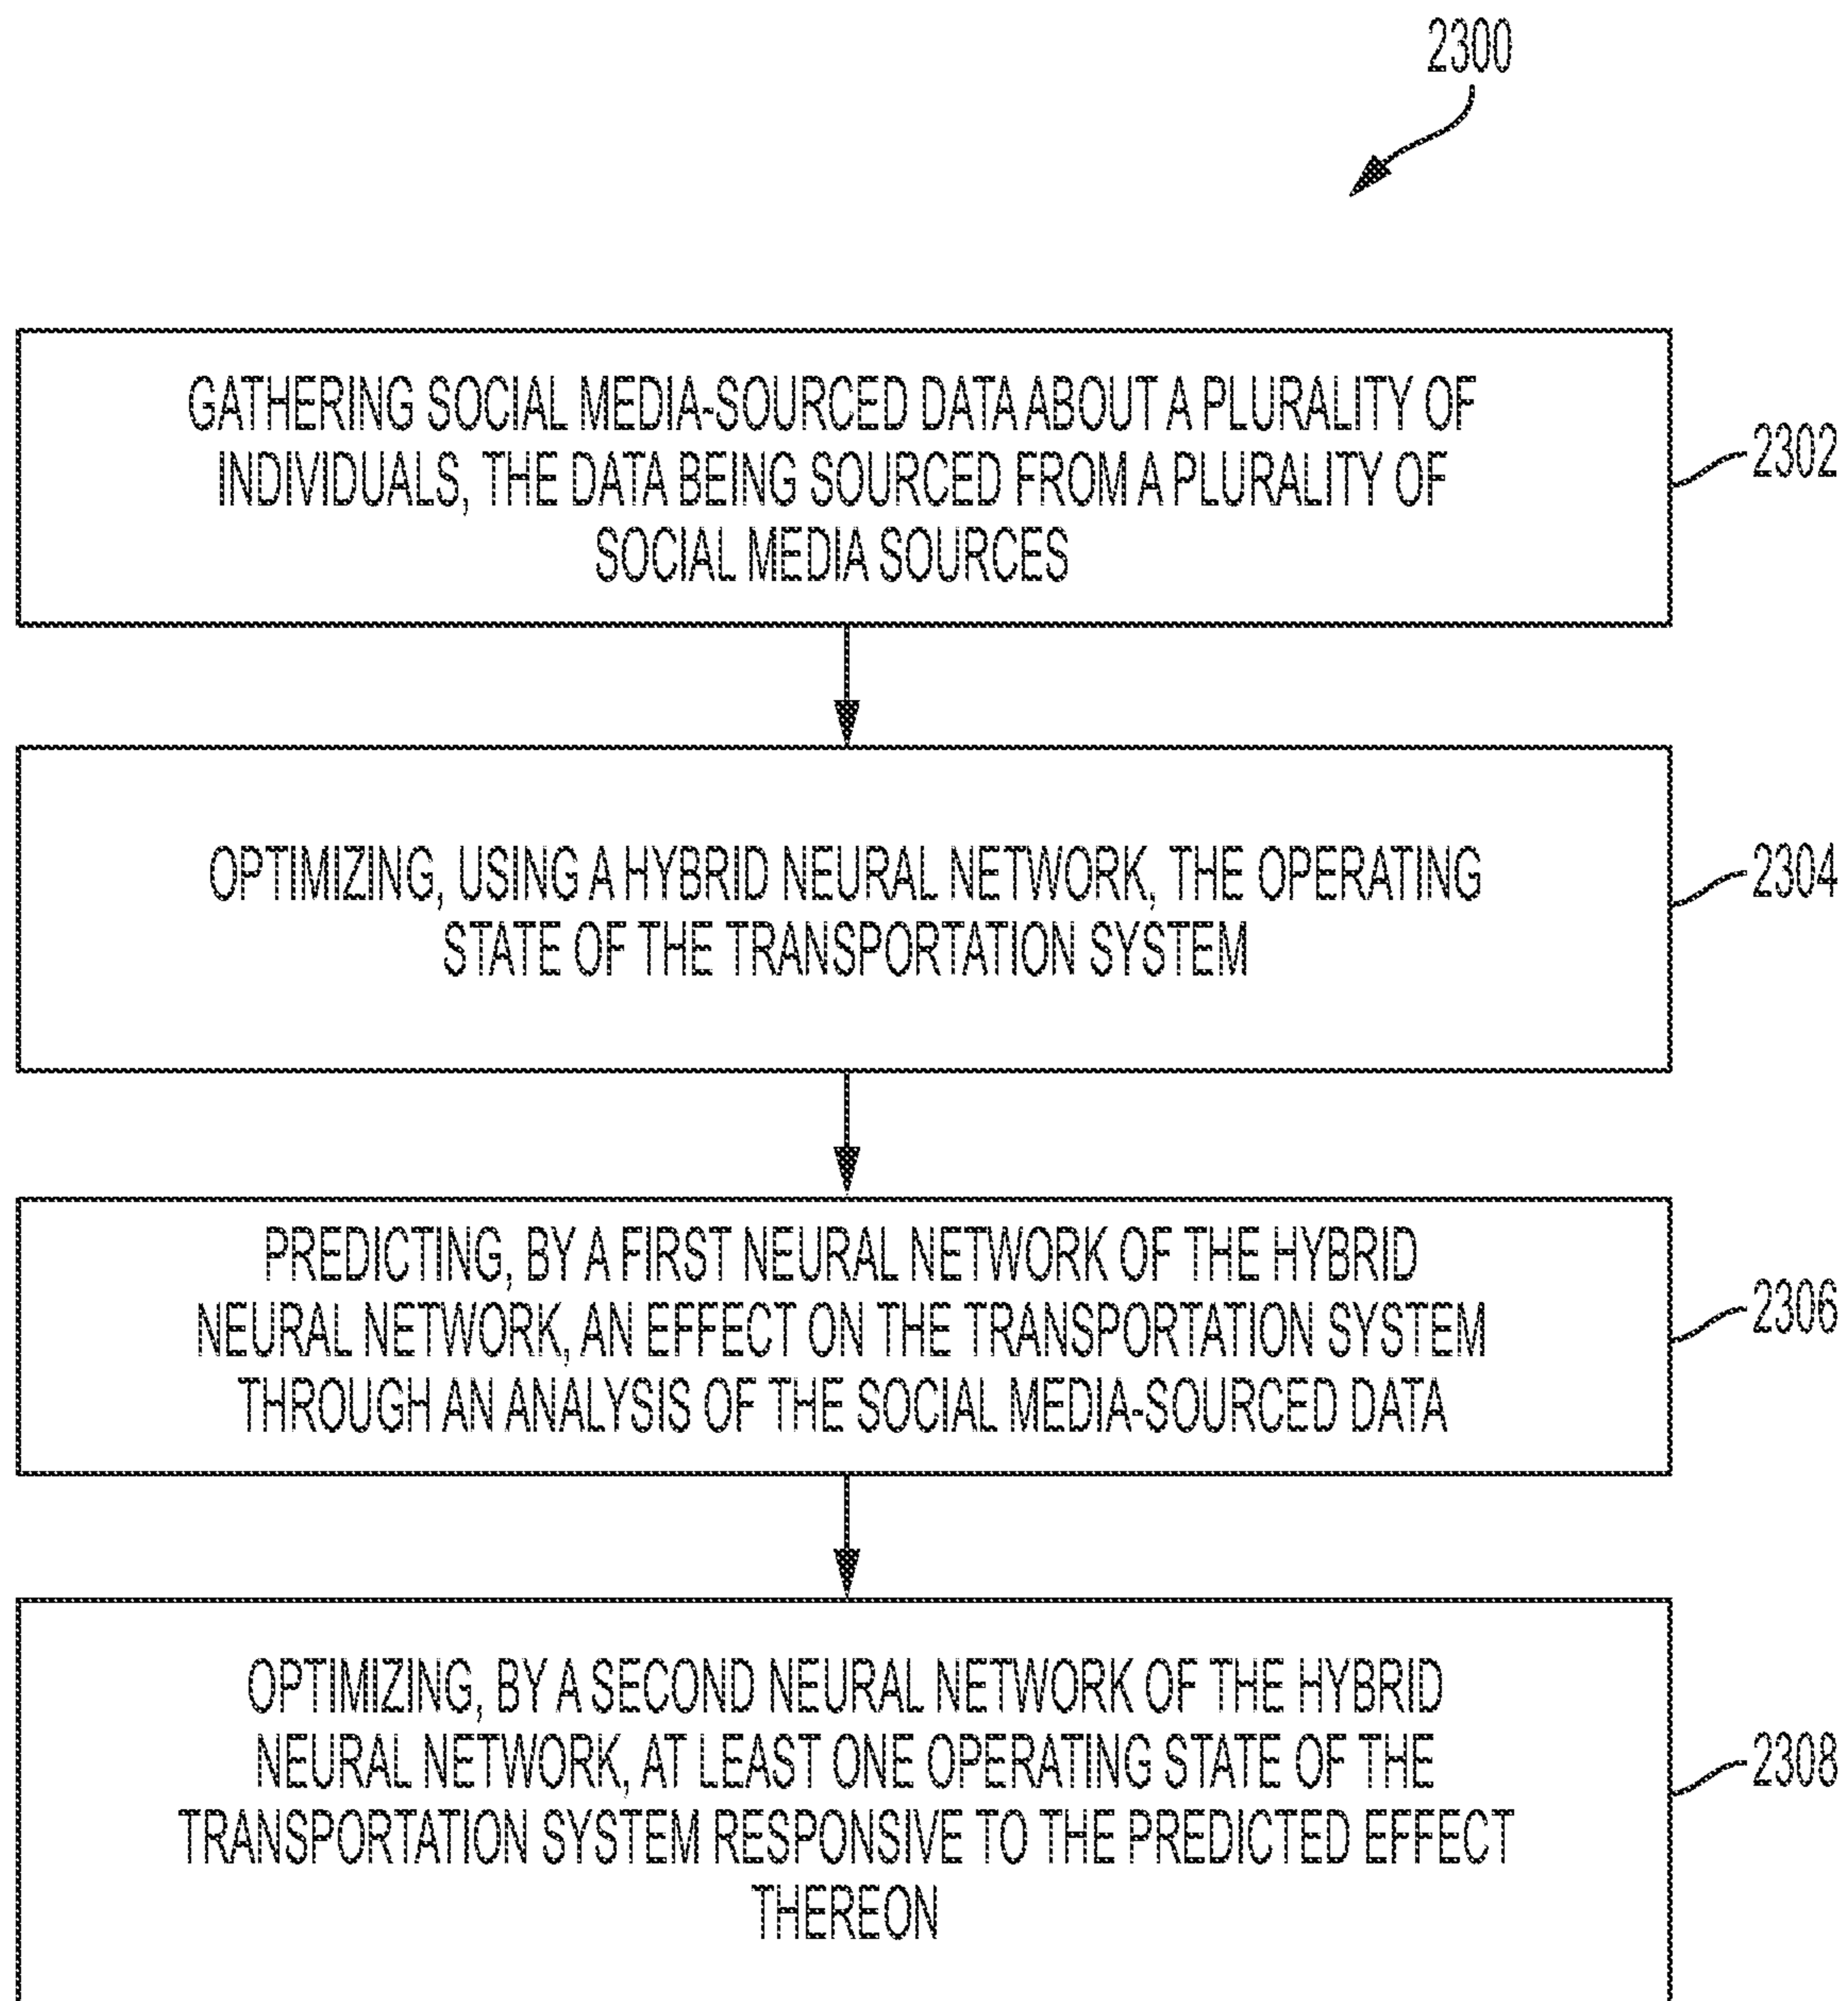 2300
GATHERING SOCIAL MEDIA-SOURCED DATA ABOUT A PLURALITY OF
INDIVIDUALS, THE DATA BEING SOURCED FROM A PLURALITY OF
SOCIAL MEDIA SOURCES
2302
OPTIMIZING, USING A HYBRID NEURAL NETWORK, THE OPERATING
STATE OF THE TRANSPORTATION SYSTEM
2304
PREDICTING, BY A FIRST NEURAL NETWORK OF THE HYBRID
NEURAL NETWORK, AN EFFECT ON THE TRANSPORTATION SYSTEM
THROUGH AN ANALYSIS OF THE SOCIAL MEDIA-SOURCED DATA
2306
OPTIMIZING, BY A SECOND NEURAL NETWORK OF THE HYBRID
NEURAL NETWORK, AT LEAST ONE OPERATING STATE OF THE
TRANSPORTATION SYSTEM RESPONSIVE TO THE PREDICTED EFFECT
THEREON
2308